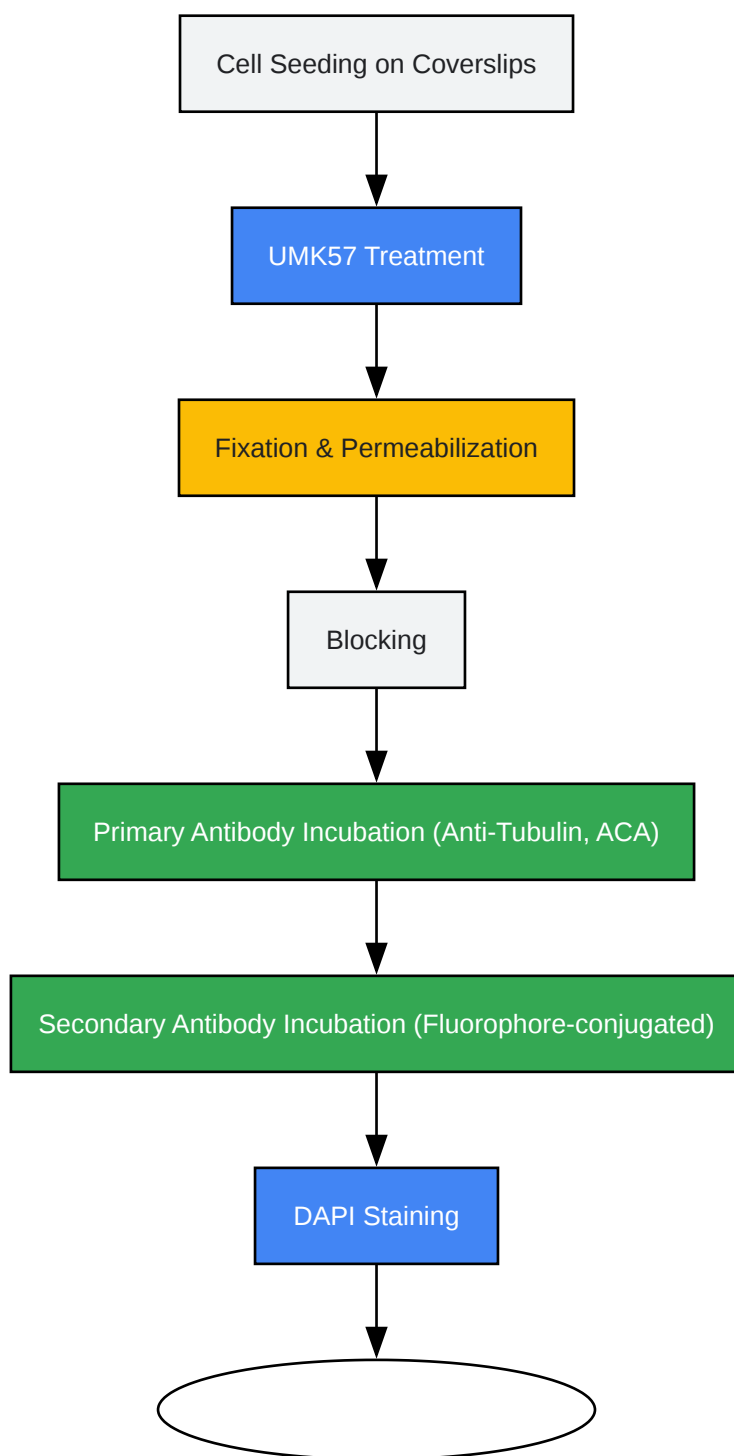 Cell Seeding on Coverslips
UMK57 Treatment
Fixation & Permeabilization
Blocking
Primary Antibody Incubation (Anti-Tubulin, ACA)
Secondary Antibody Incubation (Fluorophore-conjugated)
DAPI Staining